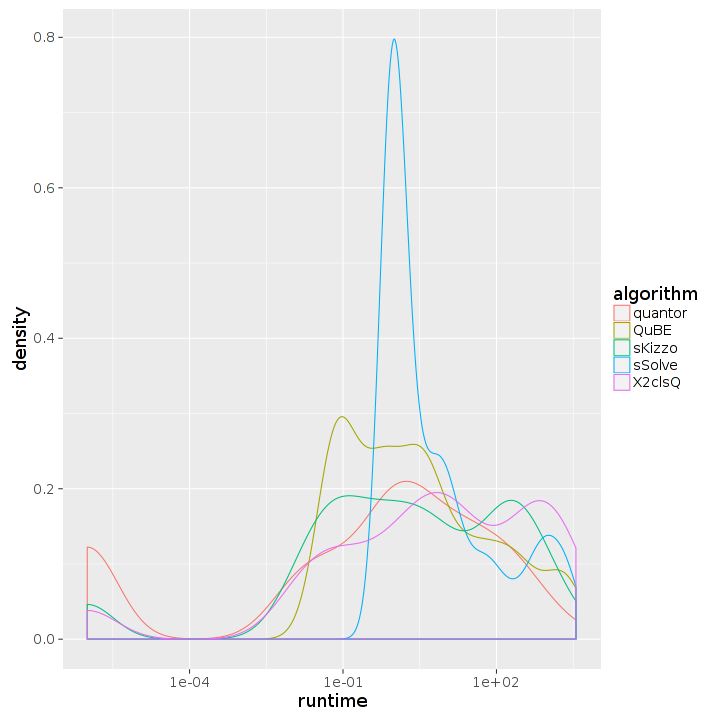 0.8
0.6
0.4
0.2
0.0
density
1e-04
1e-01
1e+02
runtime
algorithm
quantor
QuBE
sKizzo
sSolve
X2clsQ